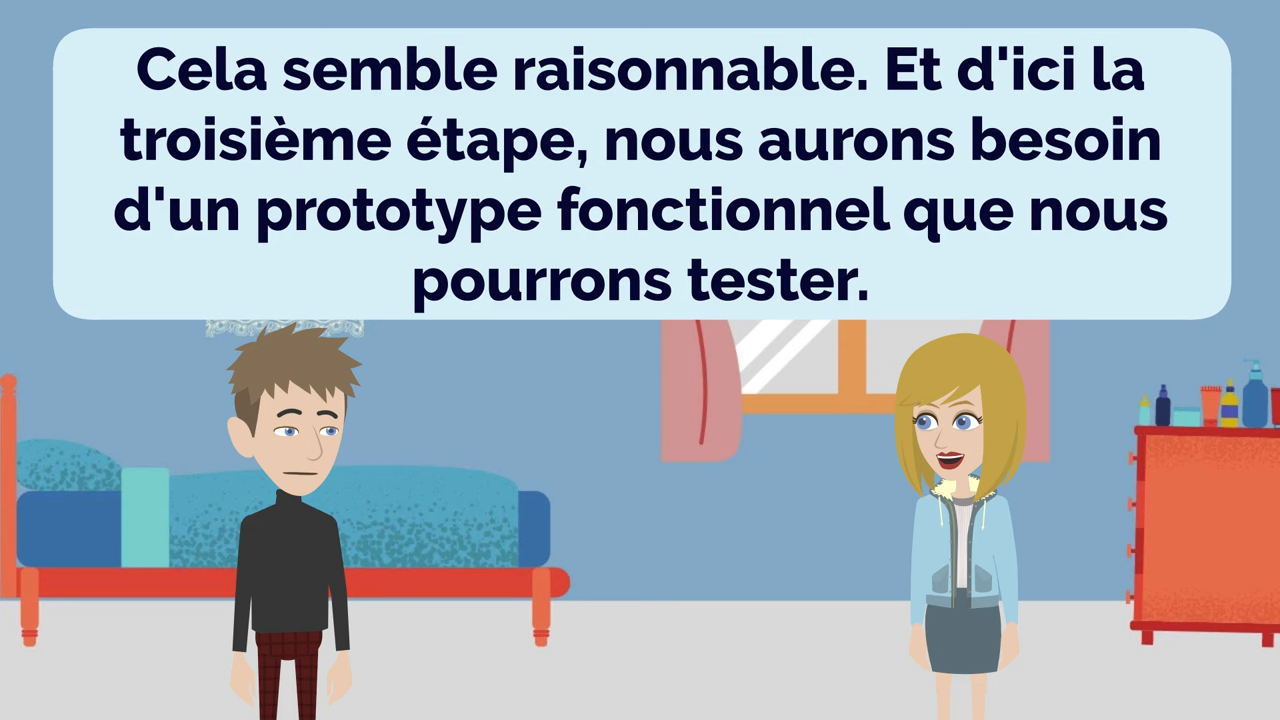 Cela semble raisonnable. Et d'ici la
troisième étape, nous aurons besoin
d'un prototype fonctionnel que nous
pourrons tester.